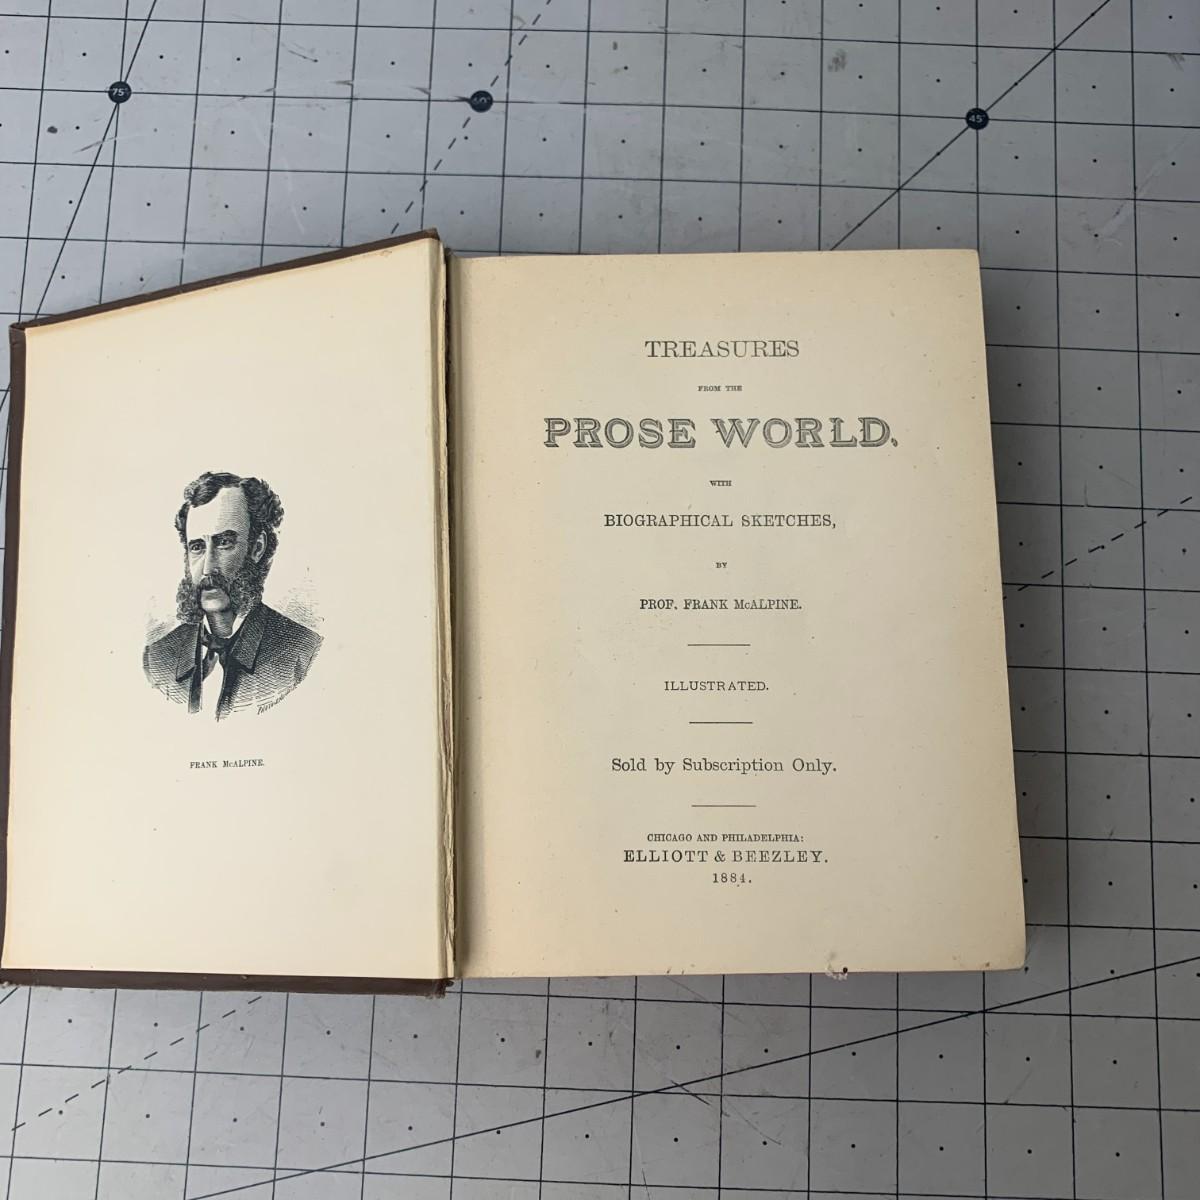 75°
60°
45°
FRANK McALPINE.
TREASURES
FROM THE
PROSE WORLD.
WITH
BIOGRAPHICAL SKETCHES,
BY
PROF. FRANK McALPINE.
ILLUSTRATED.
Sold by Subscription Only.
CHICAGO AND PHILADELPHIA:
ELLIOTT & BEEZLEY.
1884.